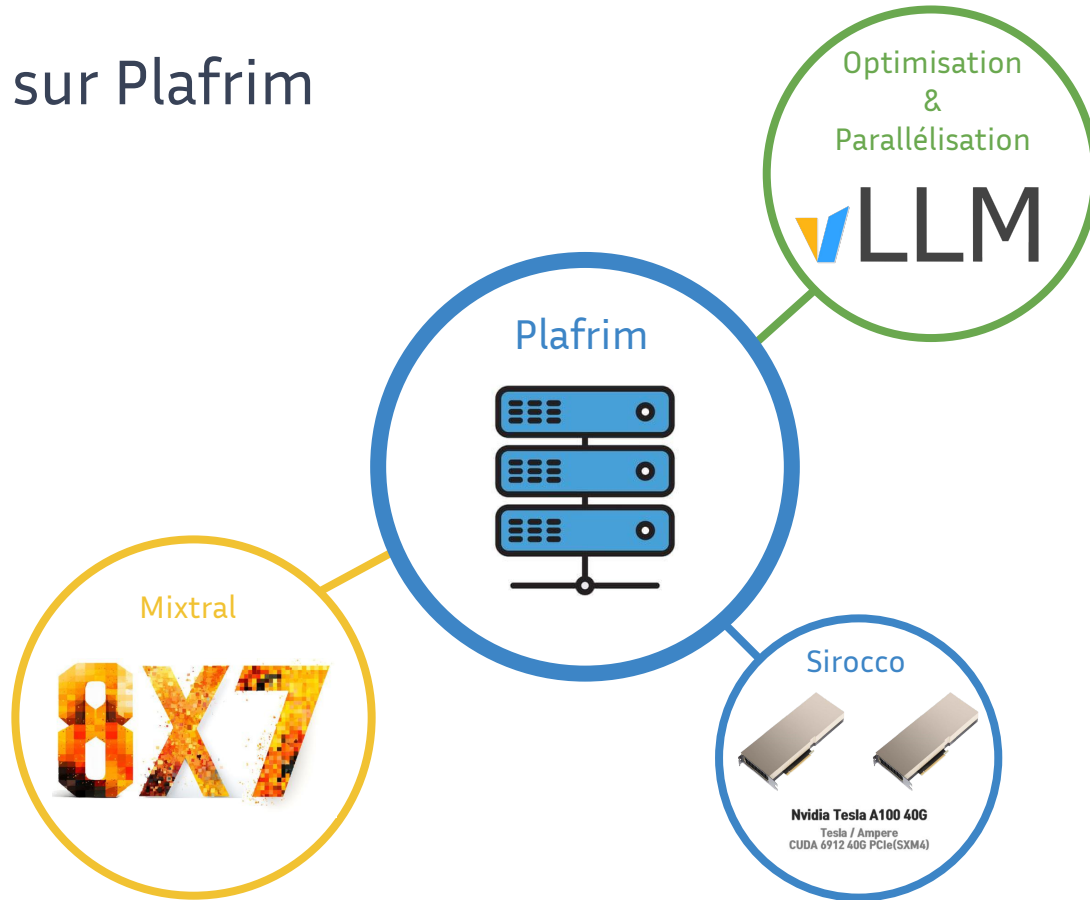 sur Plafrim
Optimisation
&
Parallélisation
vLLM
Plafrim
Mixtral
8X7
Sirocco
Nvidia Tesla A100 40G
Tesla / Ampere
CUDA 6912 40G PCIe(SXM4)